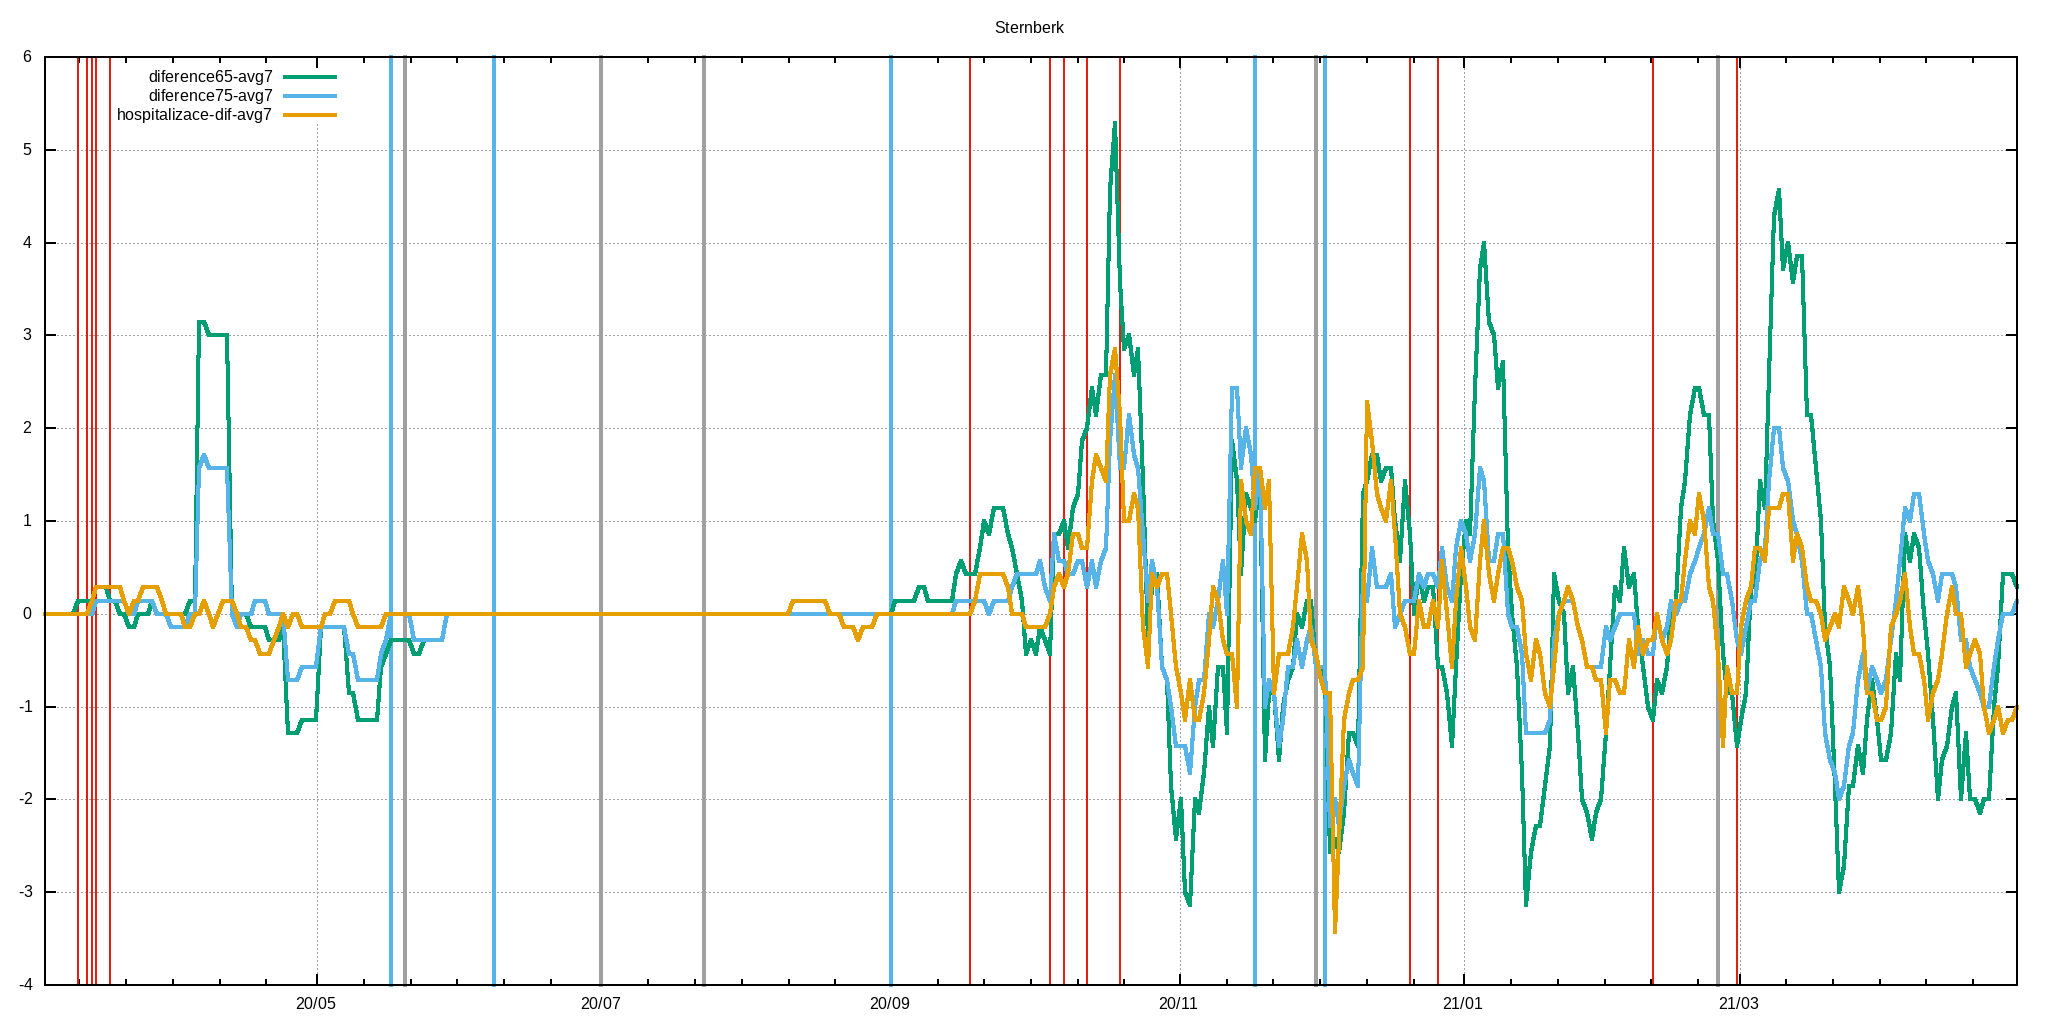 Sternberk
6
diference65-avg7
diference75-avg7
hospitalizace-dif-avg7
5
4
3
2
1
0
-1
-2
-3
-4
20/05 20/07 20/09 20/11 21/01 21/03